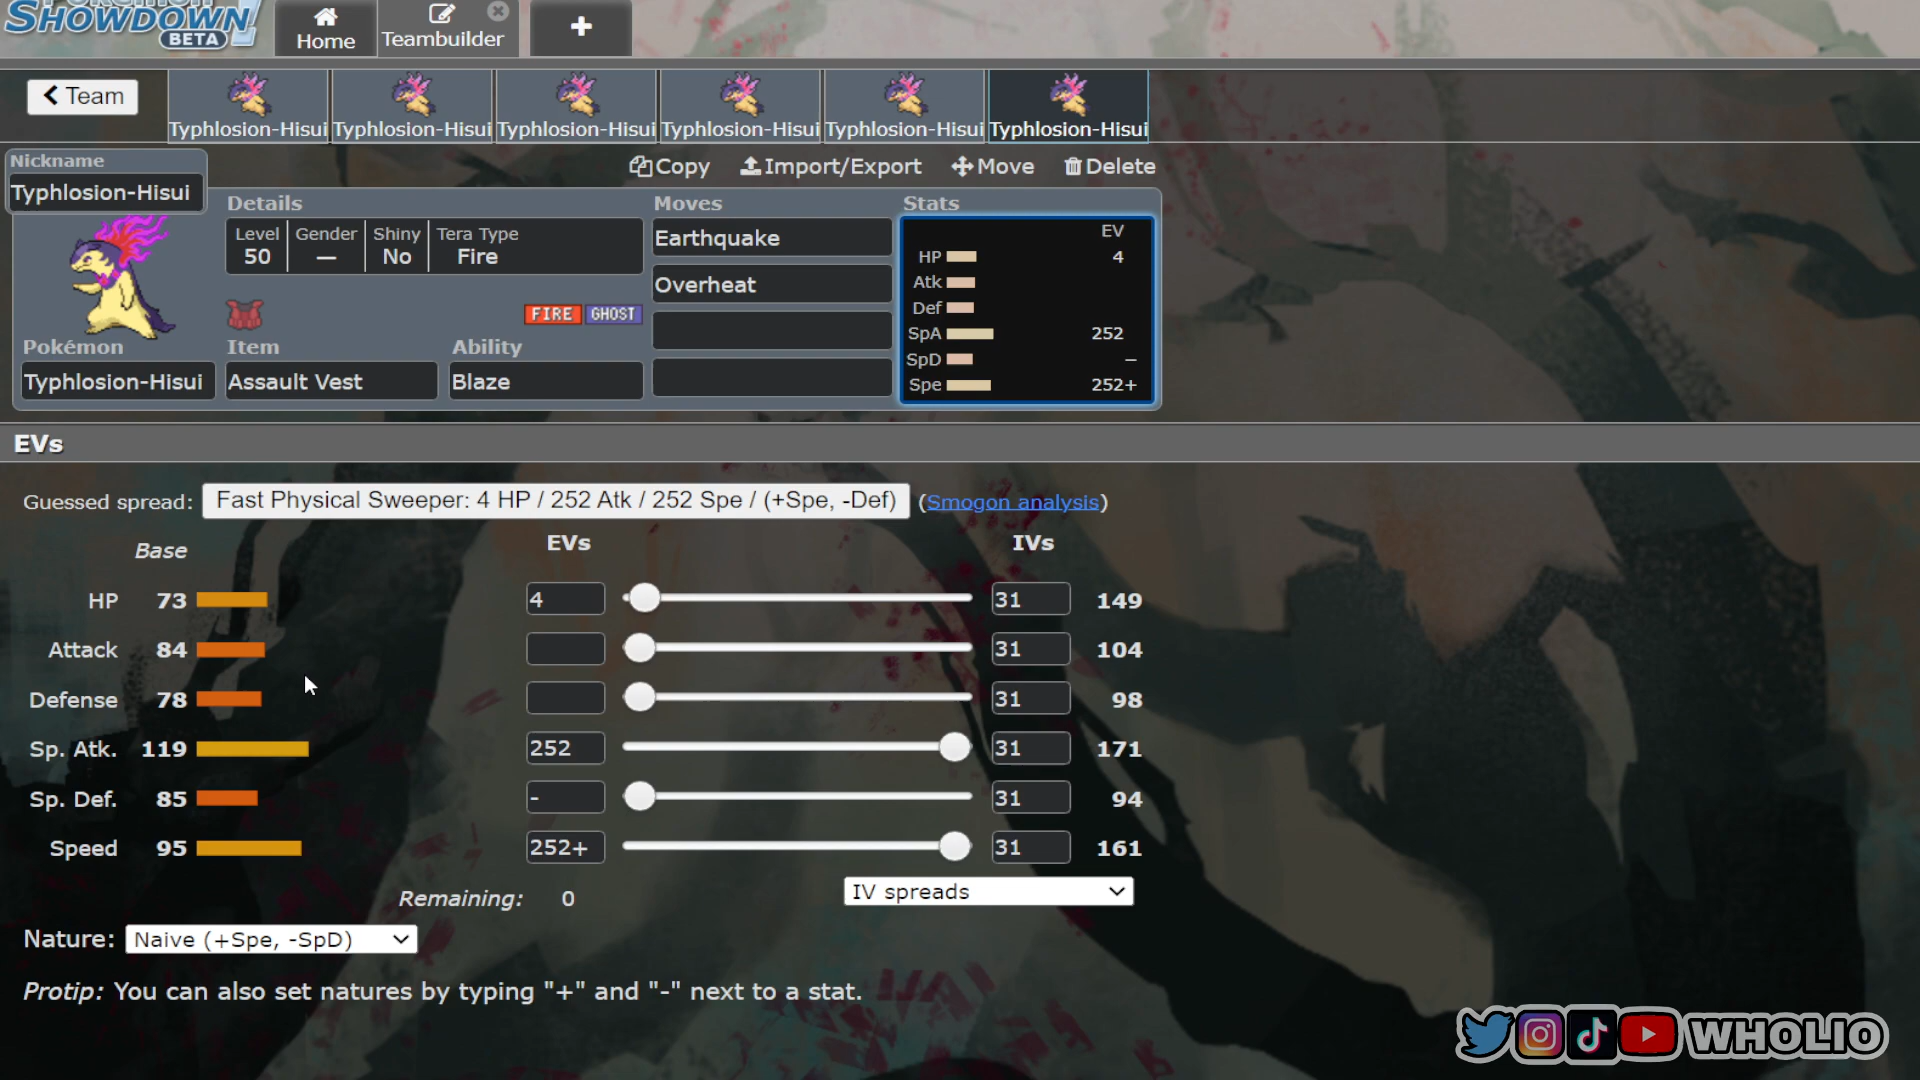 Pokémon
SHOWDOWN!
BETA
Home
Teambuilder
+
Team
Typhlosion-Hisui
Typhlosion-Hisui
Typhlosion-Hisui
Typhlosion-Hisui
Typhlosion-Hisui
Typhlosion-Hisui
Copy
Import/Export
Move
Delete
Nickname
Typhlosion-Hisui
Details
Level Gender Shiny Tera Type
50 — No Fire
FIRE GHOST
Pokémon
Typhlosion-Hisui
Item
Assault Vest
Ability
Blaze
Moves
Earthquake
Overheat
Stats
EV
HP 4
Atk
Def
SpA 252
SpD −
Spe 252+
EVs
Guessed spread: Fast Physical Sweeper: 4 HP / 252 Atk / 252 Spe / (+Spe, -Def) (Smogon analysis)
Base EVs IVs
HP 73 4 31 149
Attack 84 31 104
Defense 78 31 98
Sp. Atk. 119 252 31 171
Sp. Def. 85 - 31 94
Speed 95 252+ 31 161
Remaining: 0
IV spreads
Nature: Naive (+Spe, -SpD)
Protip: You can also set natures by typing "+" and "-" next to a stat.
WHOLIO